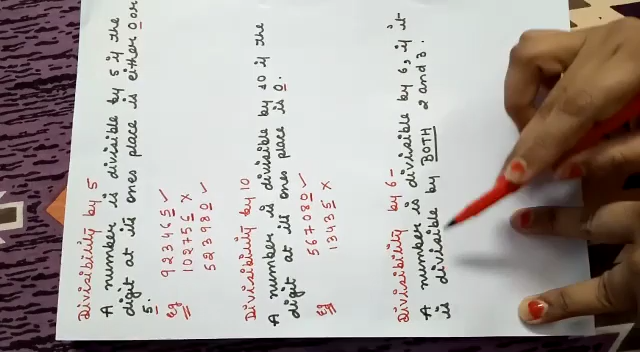 Divisibility by 5
A number is divisible by 5 if the
digit at its ones place is either 0 or
5.
Eg 923465 ✓
102756 ×
523980 ✓
Divisibility by 10
A number is divisible by 10 if the
digit at its ones place is 0.
Eg 567080 ✓
13435 ×
Divisibility by 6-
A number is divisible by 6, if it
is divisible by BOTH 2 and 3.